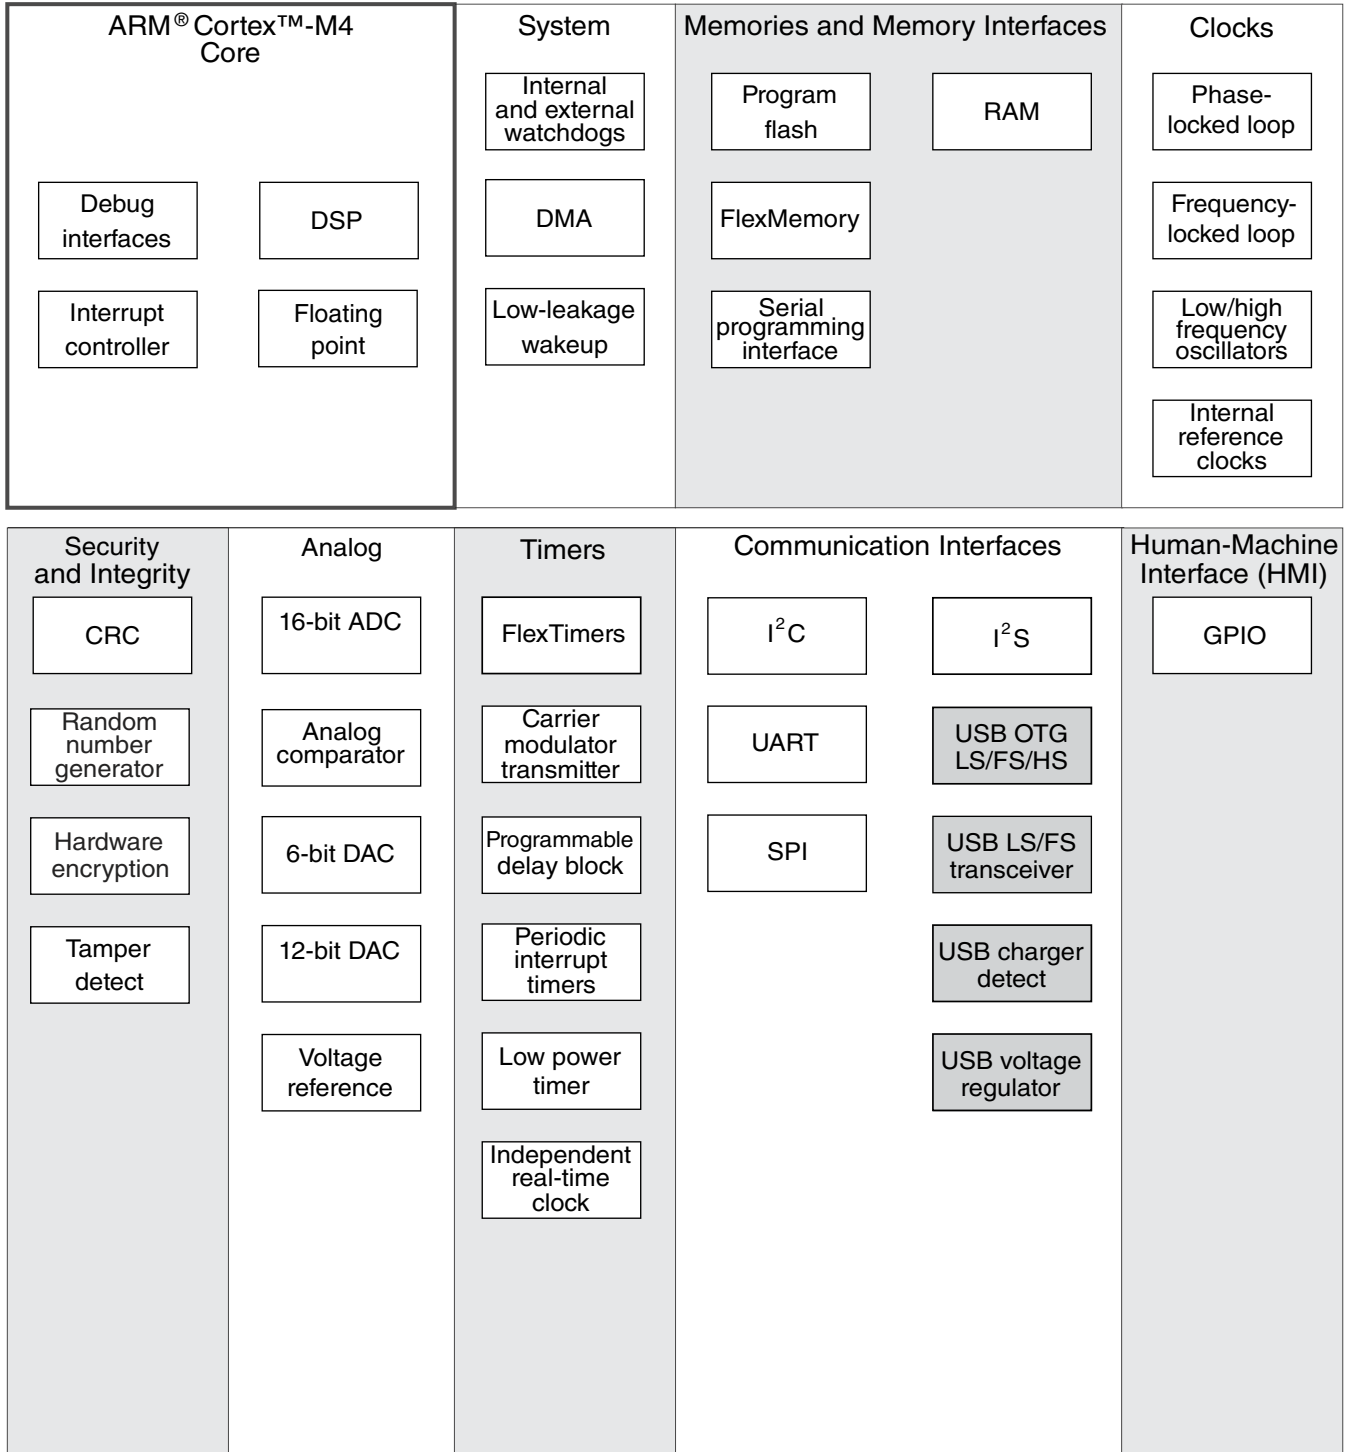 ARM® Cortex™-M4
Core
Debug
interfaces
DSP
Interrupt
controller
Floating
point
System
Internal
and external
watchdogs
DMA
Low-leakage
wakeup
Memories and Memory Interfaces
Program
flash
RAM
FlexMemory
Serial
programming
interface
Clocks
Phase-
locked loop
Frequency-
locked loop
Low/high
frequency
oscillators
Internal
reference
clocks
Security
and Integrity
CRC
Random
number
generator
Hardware
encryption
Tamper
detect
Analog
16-bit ADC
Analog
comparator
6-bit DAC
12-bit DAC
Voltage
reference
Timers
FlexTimers
Carrier
modulator
transmitter
Programmable
delay block
Periodic
interrupt
timers
Low power
timer
Independent
real-time
clock
Communication Interfaces
I²C
I²S
UART
USB OTG
LS/FS/HS
SPI
USB LS/FS
transceiver
USB charger
detect
USB voltage
regulator
Human-Machine
Interface (HMI)
GPIO